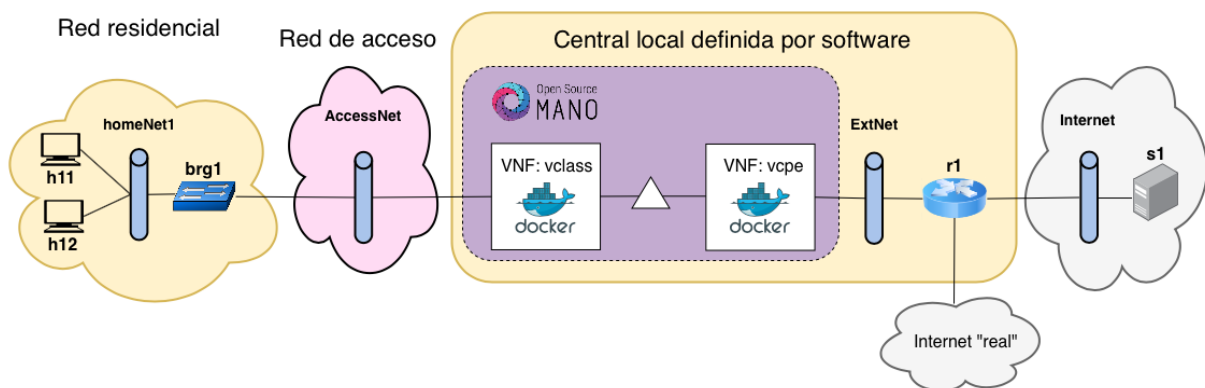 Red residencial
Red de acceso
Central local definida por software
homeNet1
h11
h12
brg1
AccessNet
Open Source
MANO
VNF: vclass
docker
VNF: vcpe
docker
ExtNet
r1
Internet
s1
Internet "real"